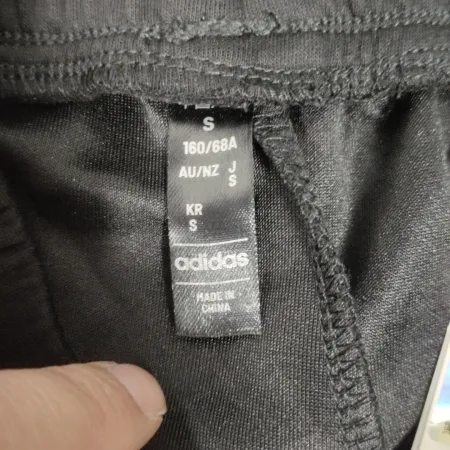 S
160/68A
AU/NZ J
S
KR
S
adidas
MADE IN
CHINA